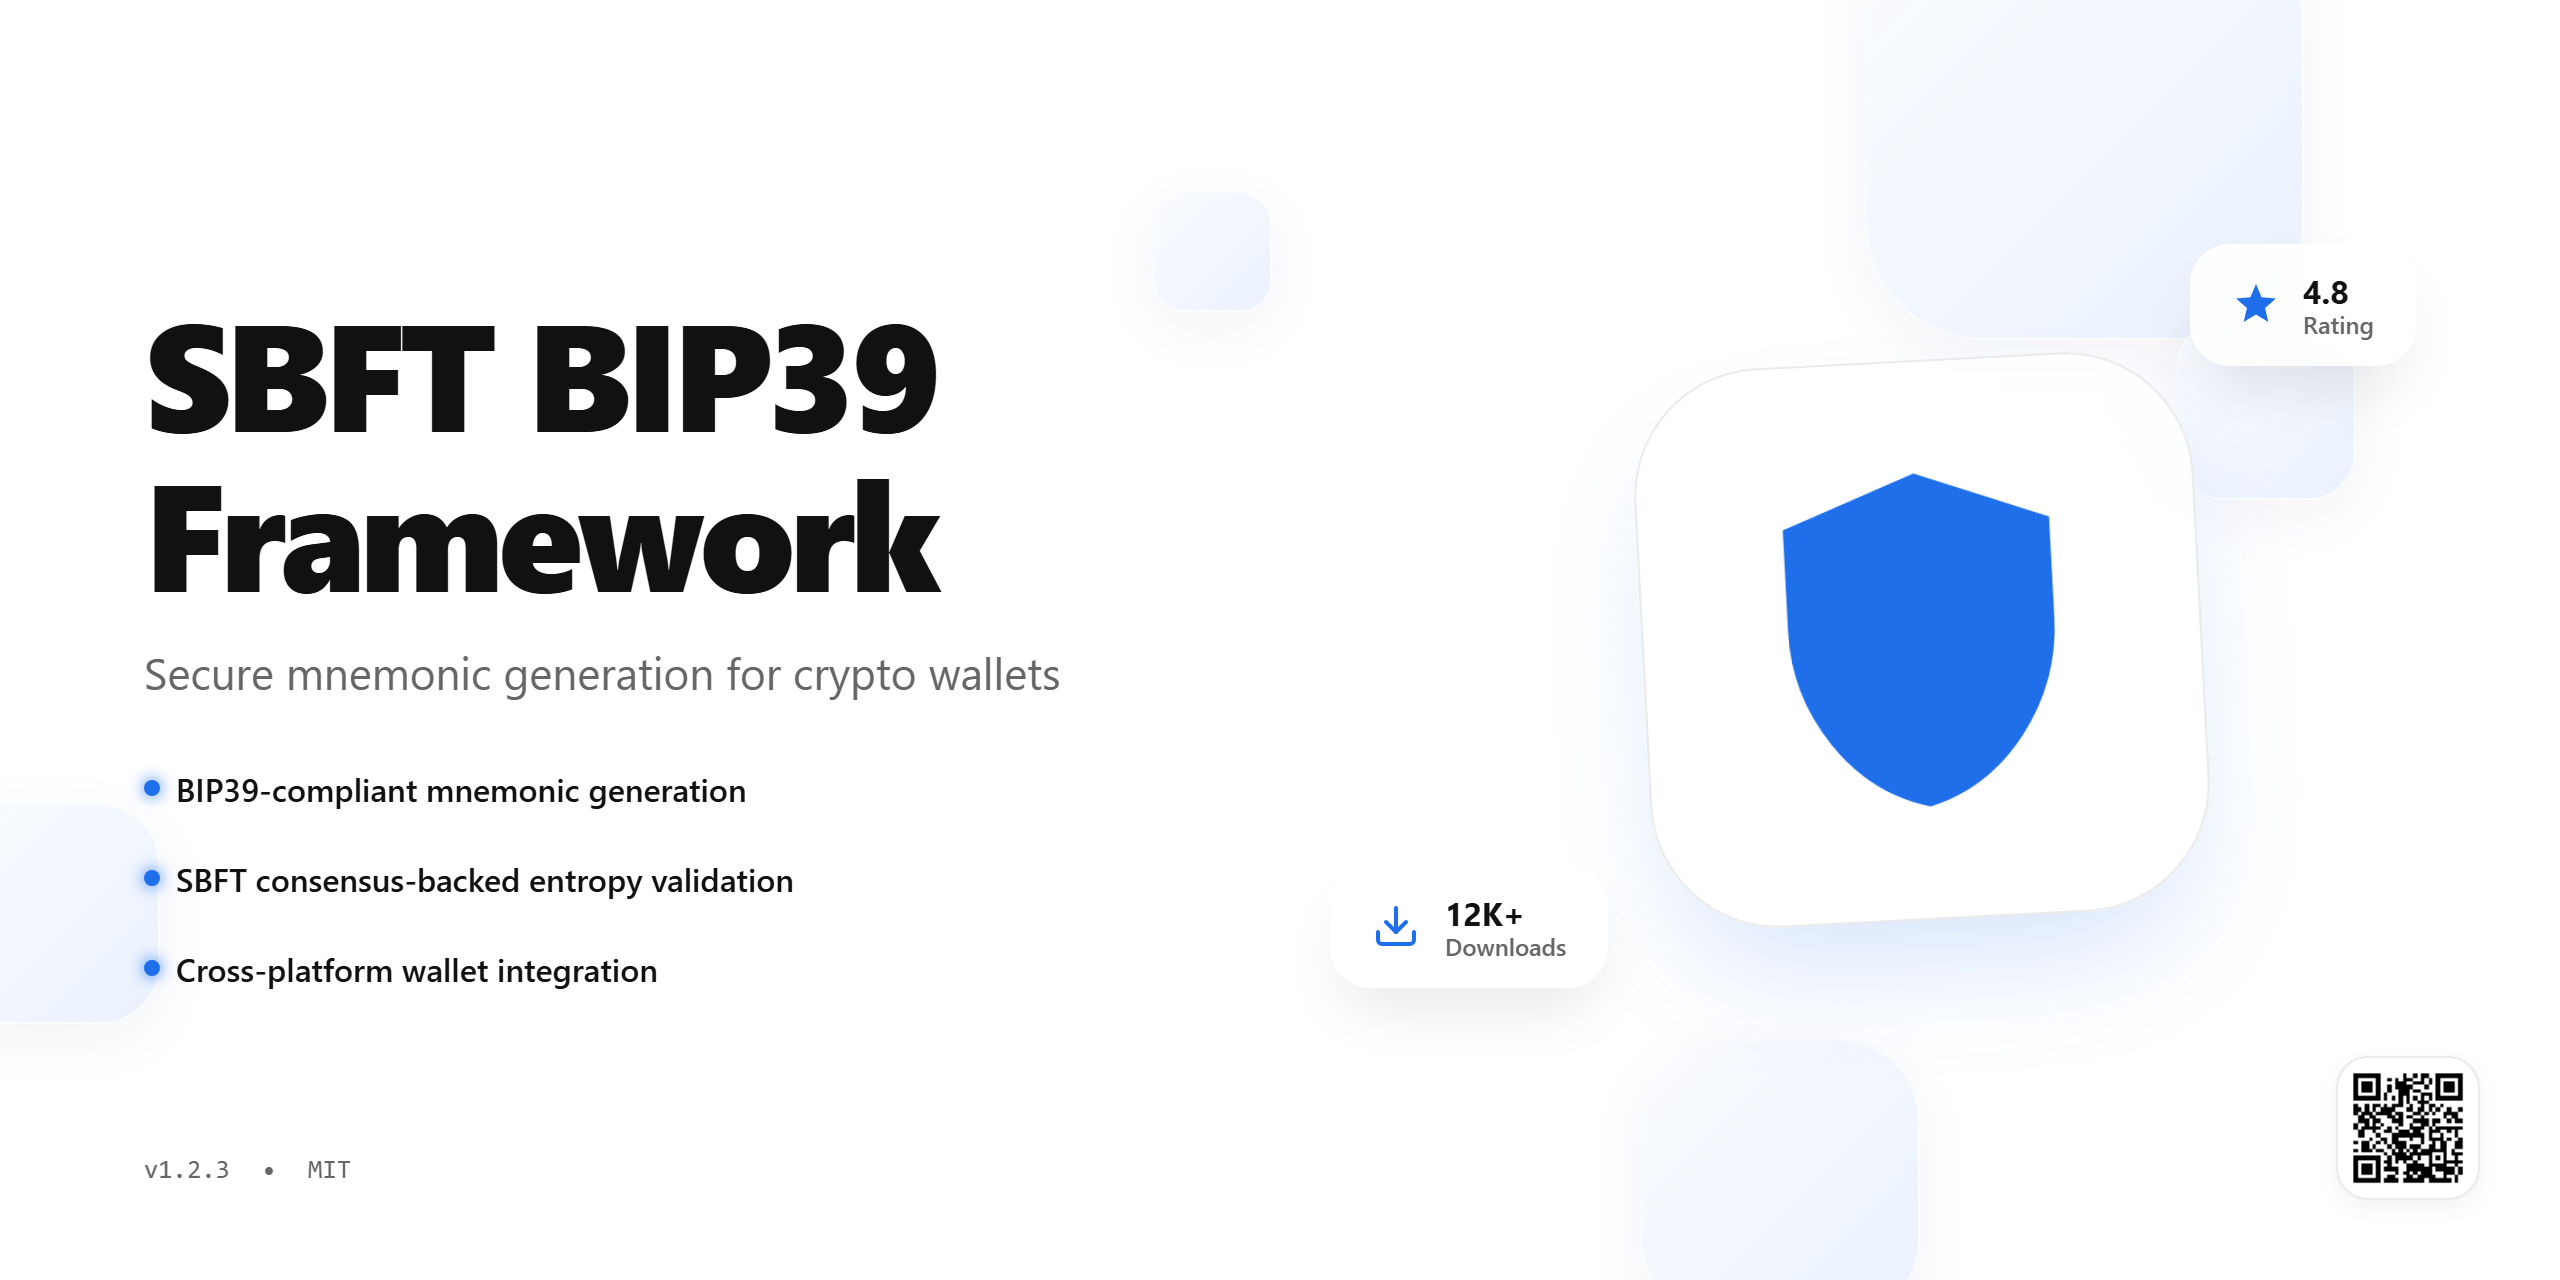 SBFT BIP39
Framework
Secure mnemonic generation for crypto wallets
BIP39-compliant mnemonic generation
SBFT consensus-backed entropy validation
Cross-platform wallet integration
v1.2.3 • MIT
4.8
Rating
12K+
Downloads